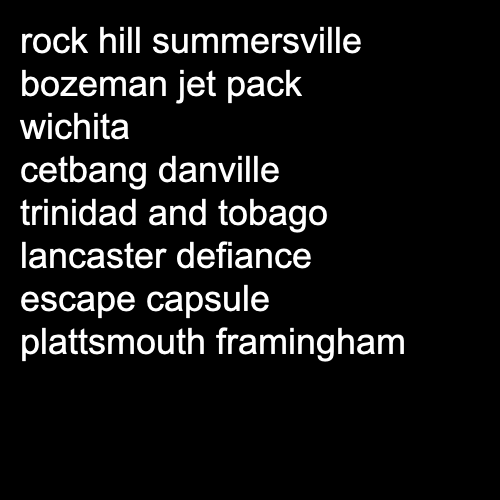 rock hill summersville
bozeman jet pack
wichita
cetbang danville
trinidad and tobago
lancaster defiance
escape capsule
plattsmouth framingham